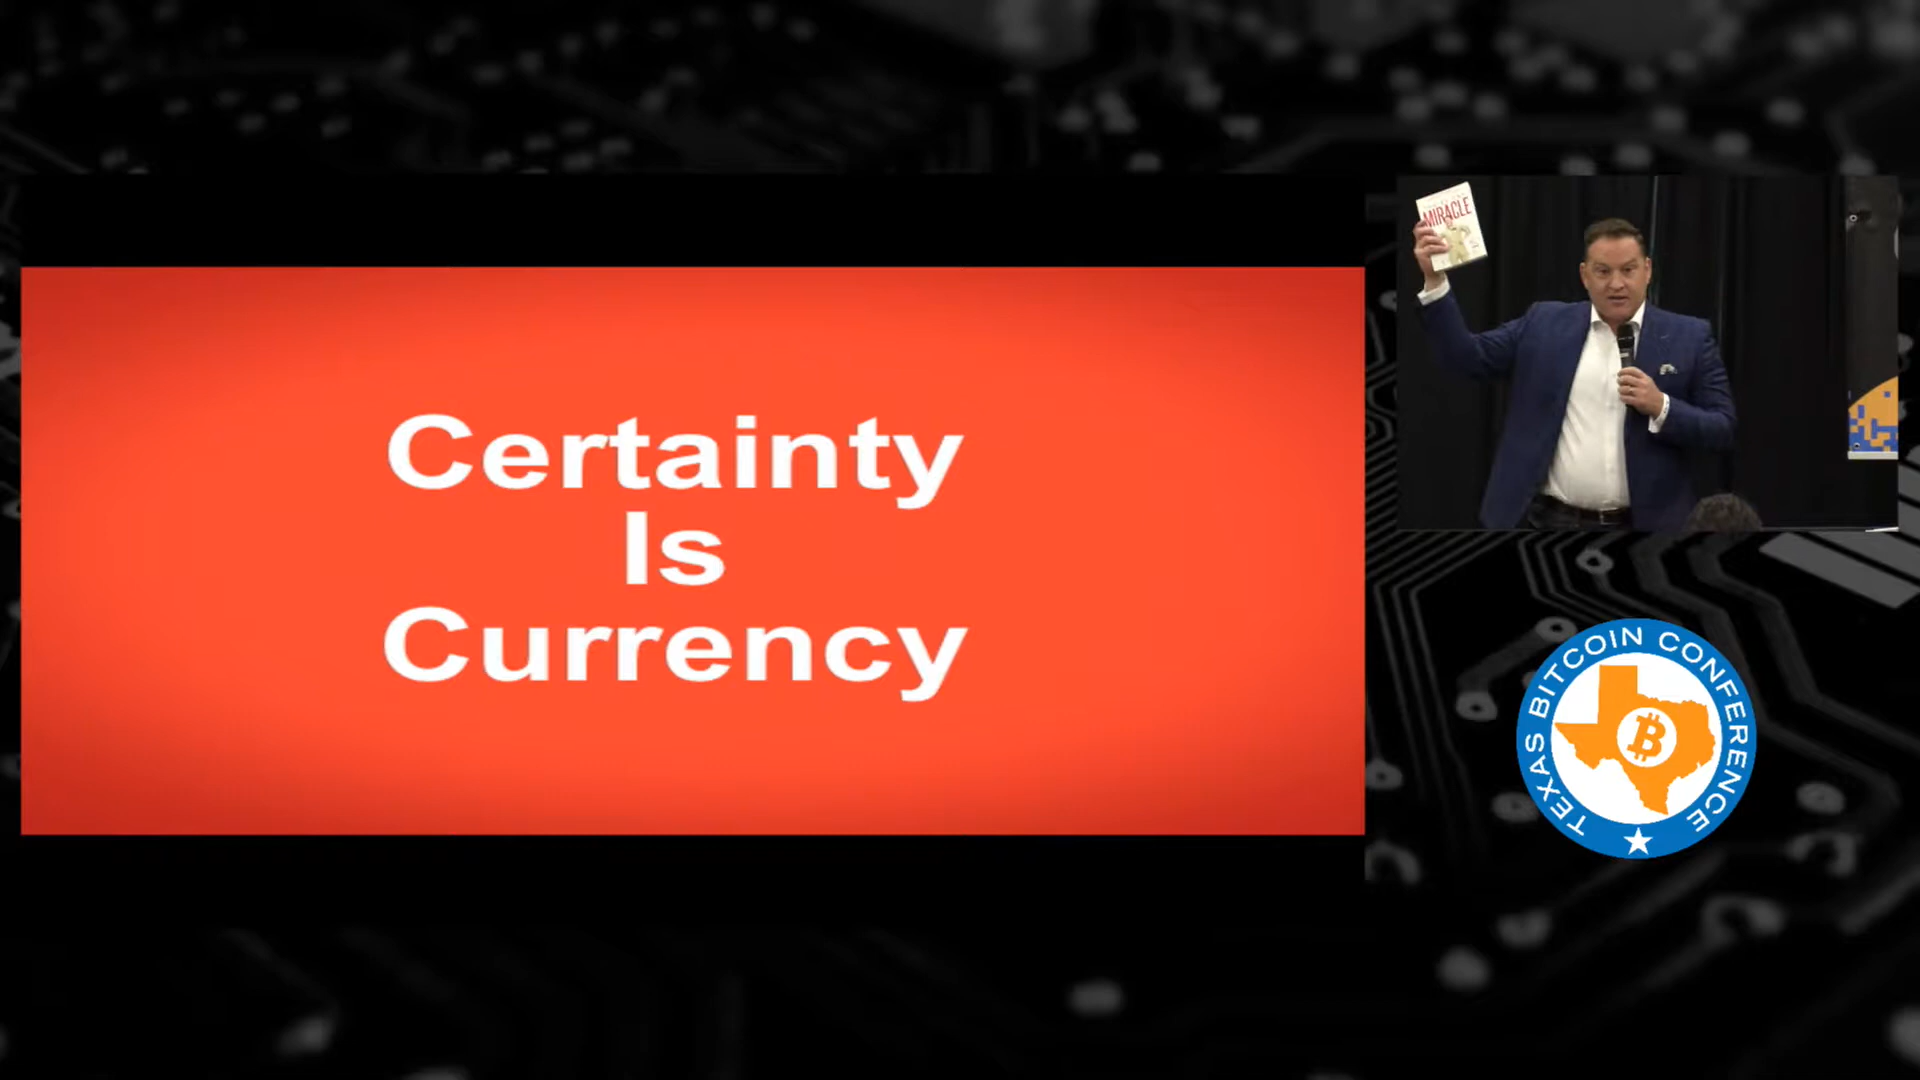 Certainty
Is
Currency
MIRACLE
TEXAS BITCOIN CONFERENCE